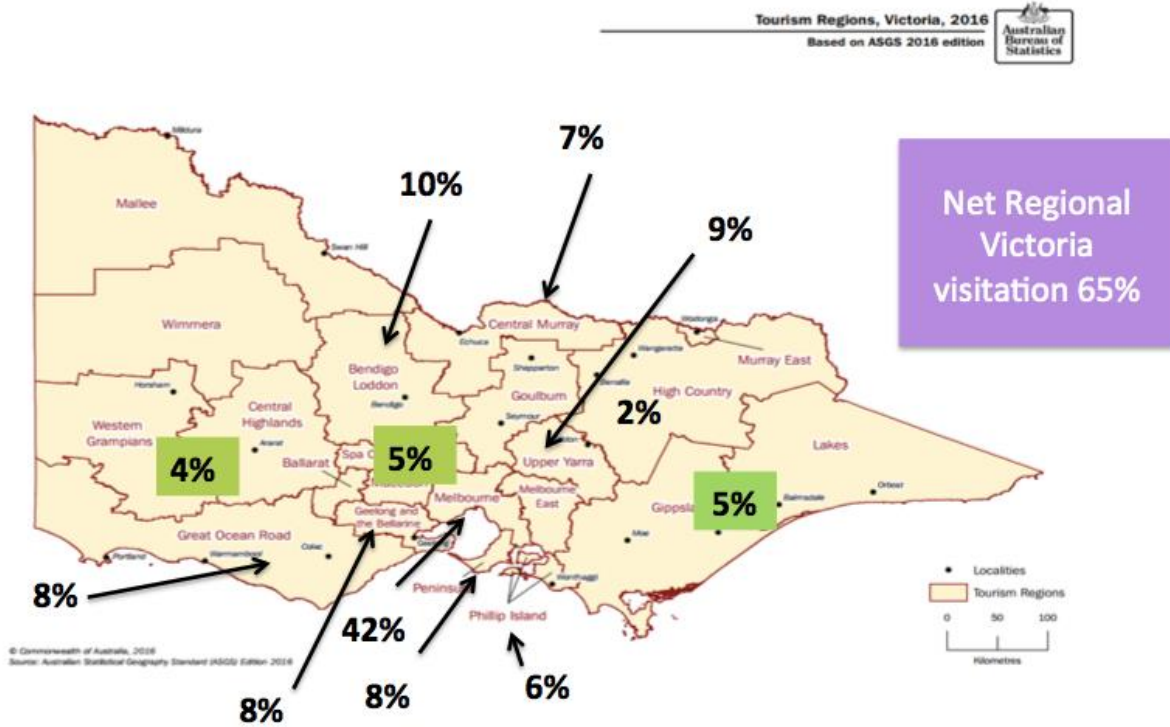 Tourism Regions, Victoria, 2016
Based on ASGS 2016 edition
Australian
Bureau of
Statistics
7%
10%
9%
Net Regional
Victoria
visitation 65%
Mildura
Mallee
Swan Hill
Wimmera
Central Murray
Echuca
Wodonga
Wangaratta
Murray East
Shepparton
Bendigo
Loddon
Bendigo
Benalla
High Country
Goulburn
2%
Horsham
Central
Highlands
Seymour
Western
Grampians
Ararat
Lakes
4%
Ballarat
Spa
5%
Upper Yarra
Melbourne
Melbourne
East
5%
Bairnsdale
Orbost
Geelong and
the Bellarine
Geelong
Great Ocean Road
Colac
Moe
Portland
Warrnambool
Wonthaggi
8%
Phillip Island
42%
8%
8%
6%
Localities
Tourism Regions
0 50 100
Kilometres
© Commonwealth of Australia, 2016
Source: Australian Statistical Geography Standard (ASGS) Edition 2016